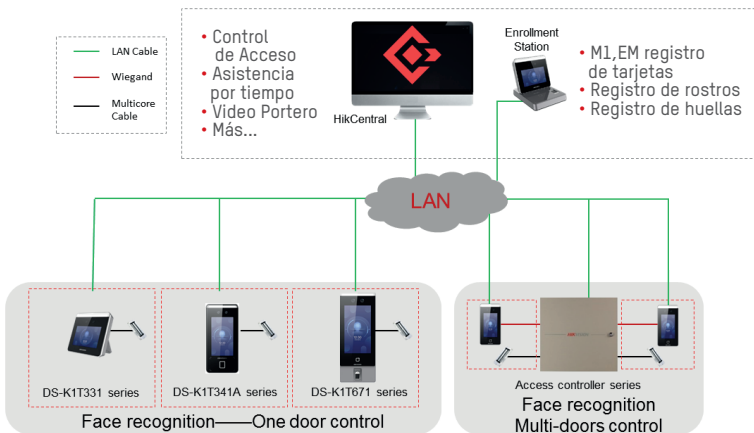 LAN Cable
Wiegand
Multicore
Cable
• Control
de Acceso
• Asistencia
por tiempo
• Video Portero
• Más...
HikCentral
Enrollment
Station
• M1,EM registro
de tarjetas
• Registro de rostros
• Registro de huellas
LAN
DS-K1T331 series
DS-K1T341A series
DS-K1T671 series
Face recognition——One door control
Access controller series
Face recognition
Multi-doors control